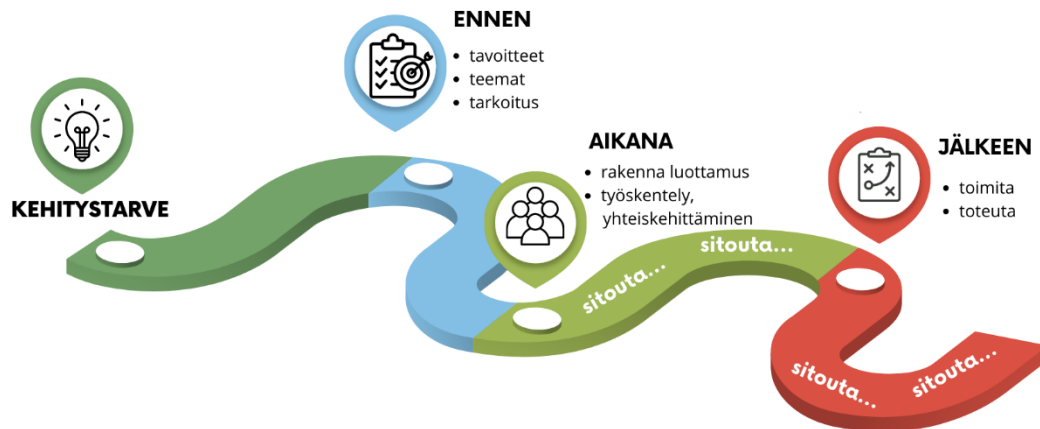 KEHITYSTARVE
ENNEN
• tavoitteet
• teemat
• tarkoitus
AIKANA
• rakenna luottamus
• työskentely,
yhteiskehittäminen
sitouta...
sitouta...
JÄLKEEN
• toimita
• toteuta
sitouta...
sitouta...